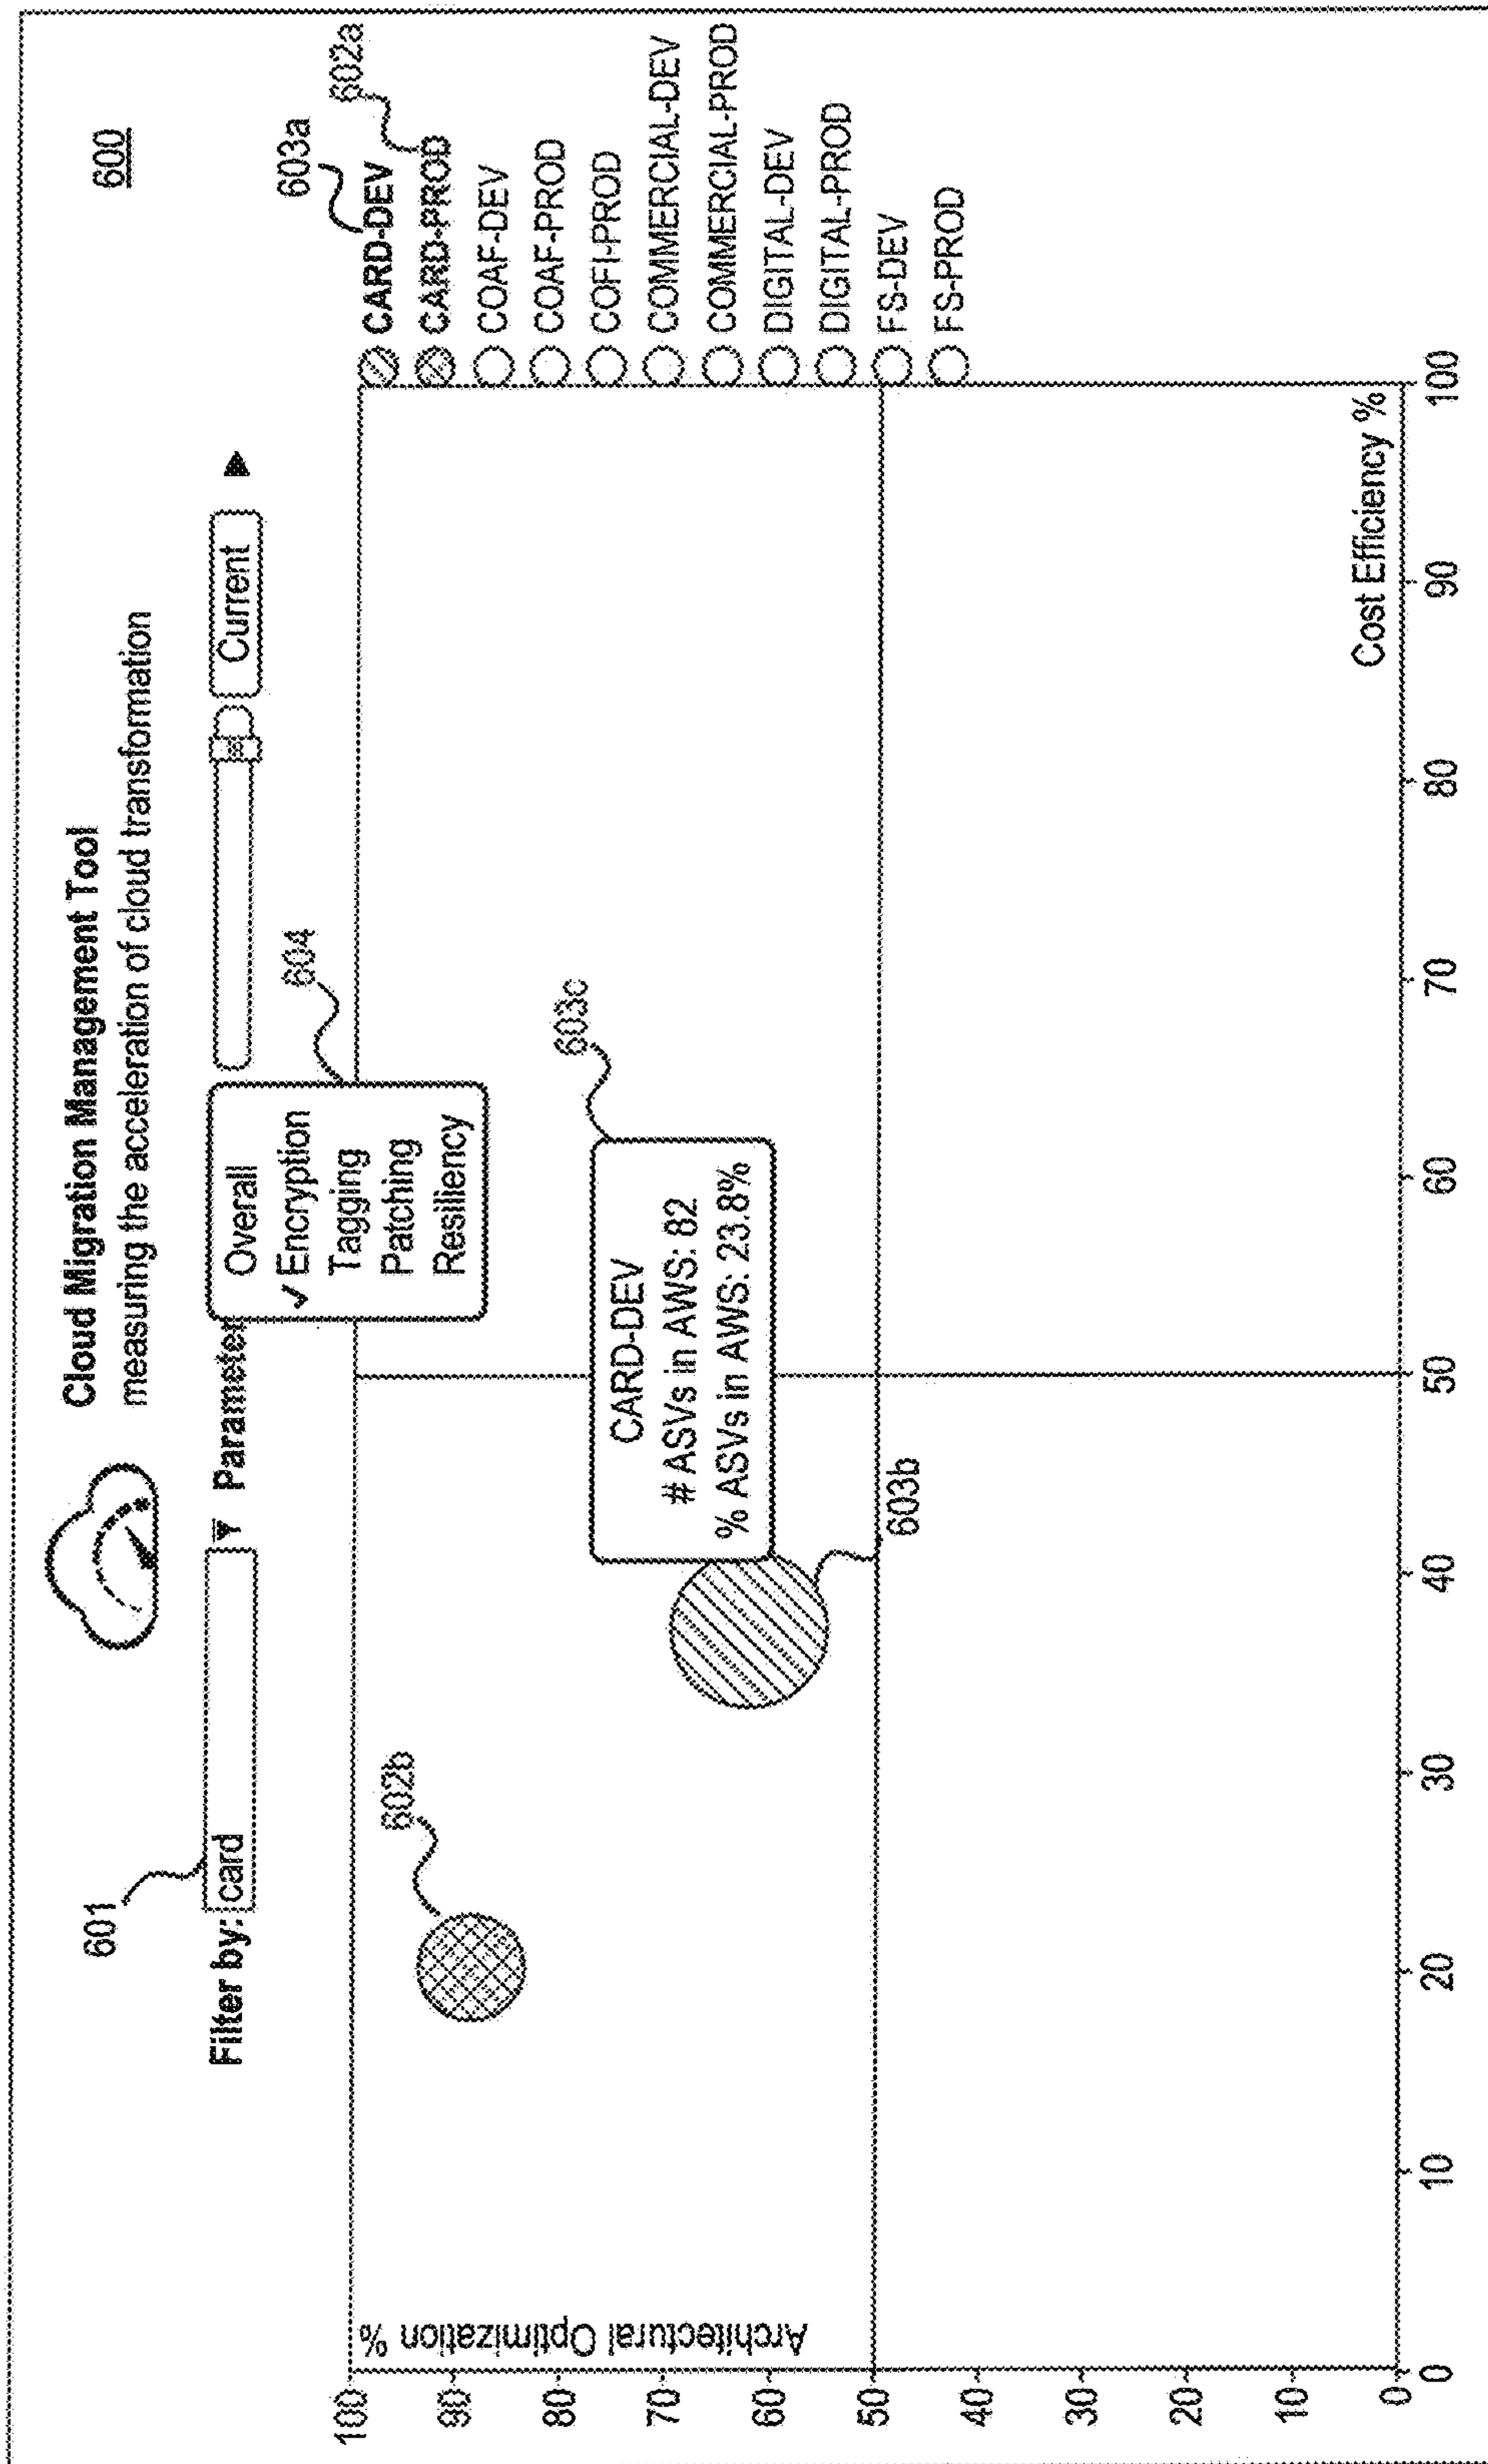 600
Cloud Migration Management Tool
measuring the acceleration of cloud transformation
601
Filter by: card
Parameter
Current
604
Overall
✓ Encryption
Tagging
Patching
Resiliency
603a
602a
CARD-DEV
CARD-PROD
COAF-DEV
COAF-PROD
COFI-PROD
COMMERCIAL-DEV
COMMERCIAL-PROD
DIGITAL-DEV
DIGITAL-PROD
FS-DEV
FS-PROD
602b
603c
CARD-DEV
# ASVs in AWS: 82
% ASVs in AWS: 23.8%
603b
Architectural Optimization %
100
90
80
70
60
50
40
30
20
10
0
Cost Efficiency %
0 10 20 30 40 50 60 70 80 90 100